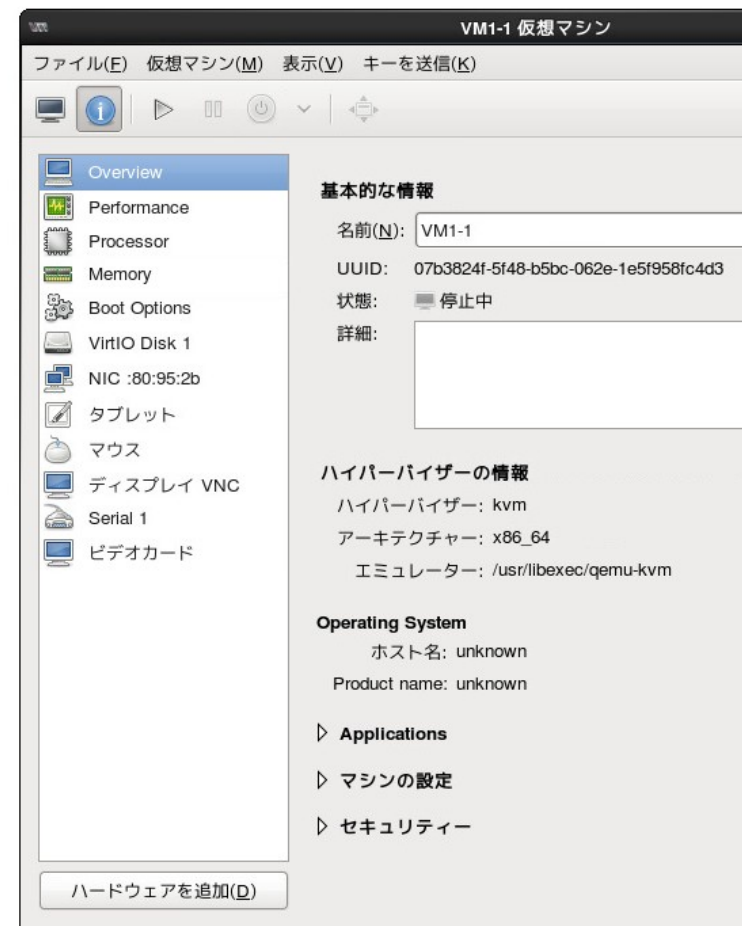 VM1-1 仮想マシン
ファイル(F) 仮想マシン(M) 表示(V) キーを送信(K)
Overview
Performance
Processor
Memory
Boot Options
VirtIO Disk 1
NIC :80:95:2b
タブレット
マウス
ディスプレイ VNC
Serial 1
ビデオカード
ハードウェアを追加(D)
基本的な情報
名前(N): VM1-1
UUID: 07b3824f-5f48-b5bc-062e-1e5f958fc4d3
状態: 停止中
詳細:
ハイパーバイザーの情報
ハイパーバイザー: kvm
アーキテクチャー: x86_64
エミュレーター: /usr/libexec/qemu-kvm
Operating System
ホスト名: unknown
Product name: unknown
Applications
マシンの設定
セキュリティー